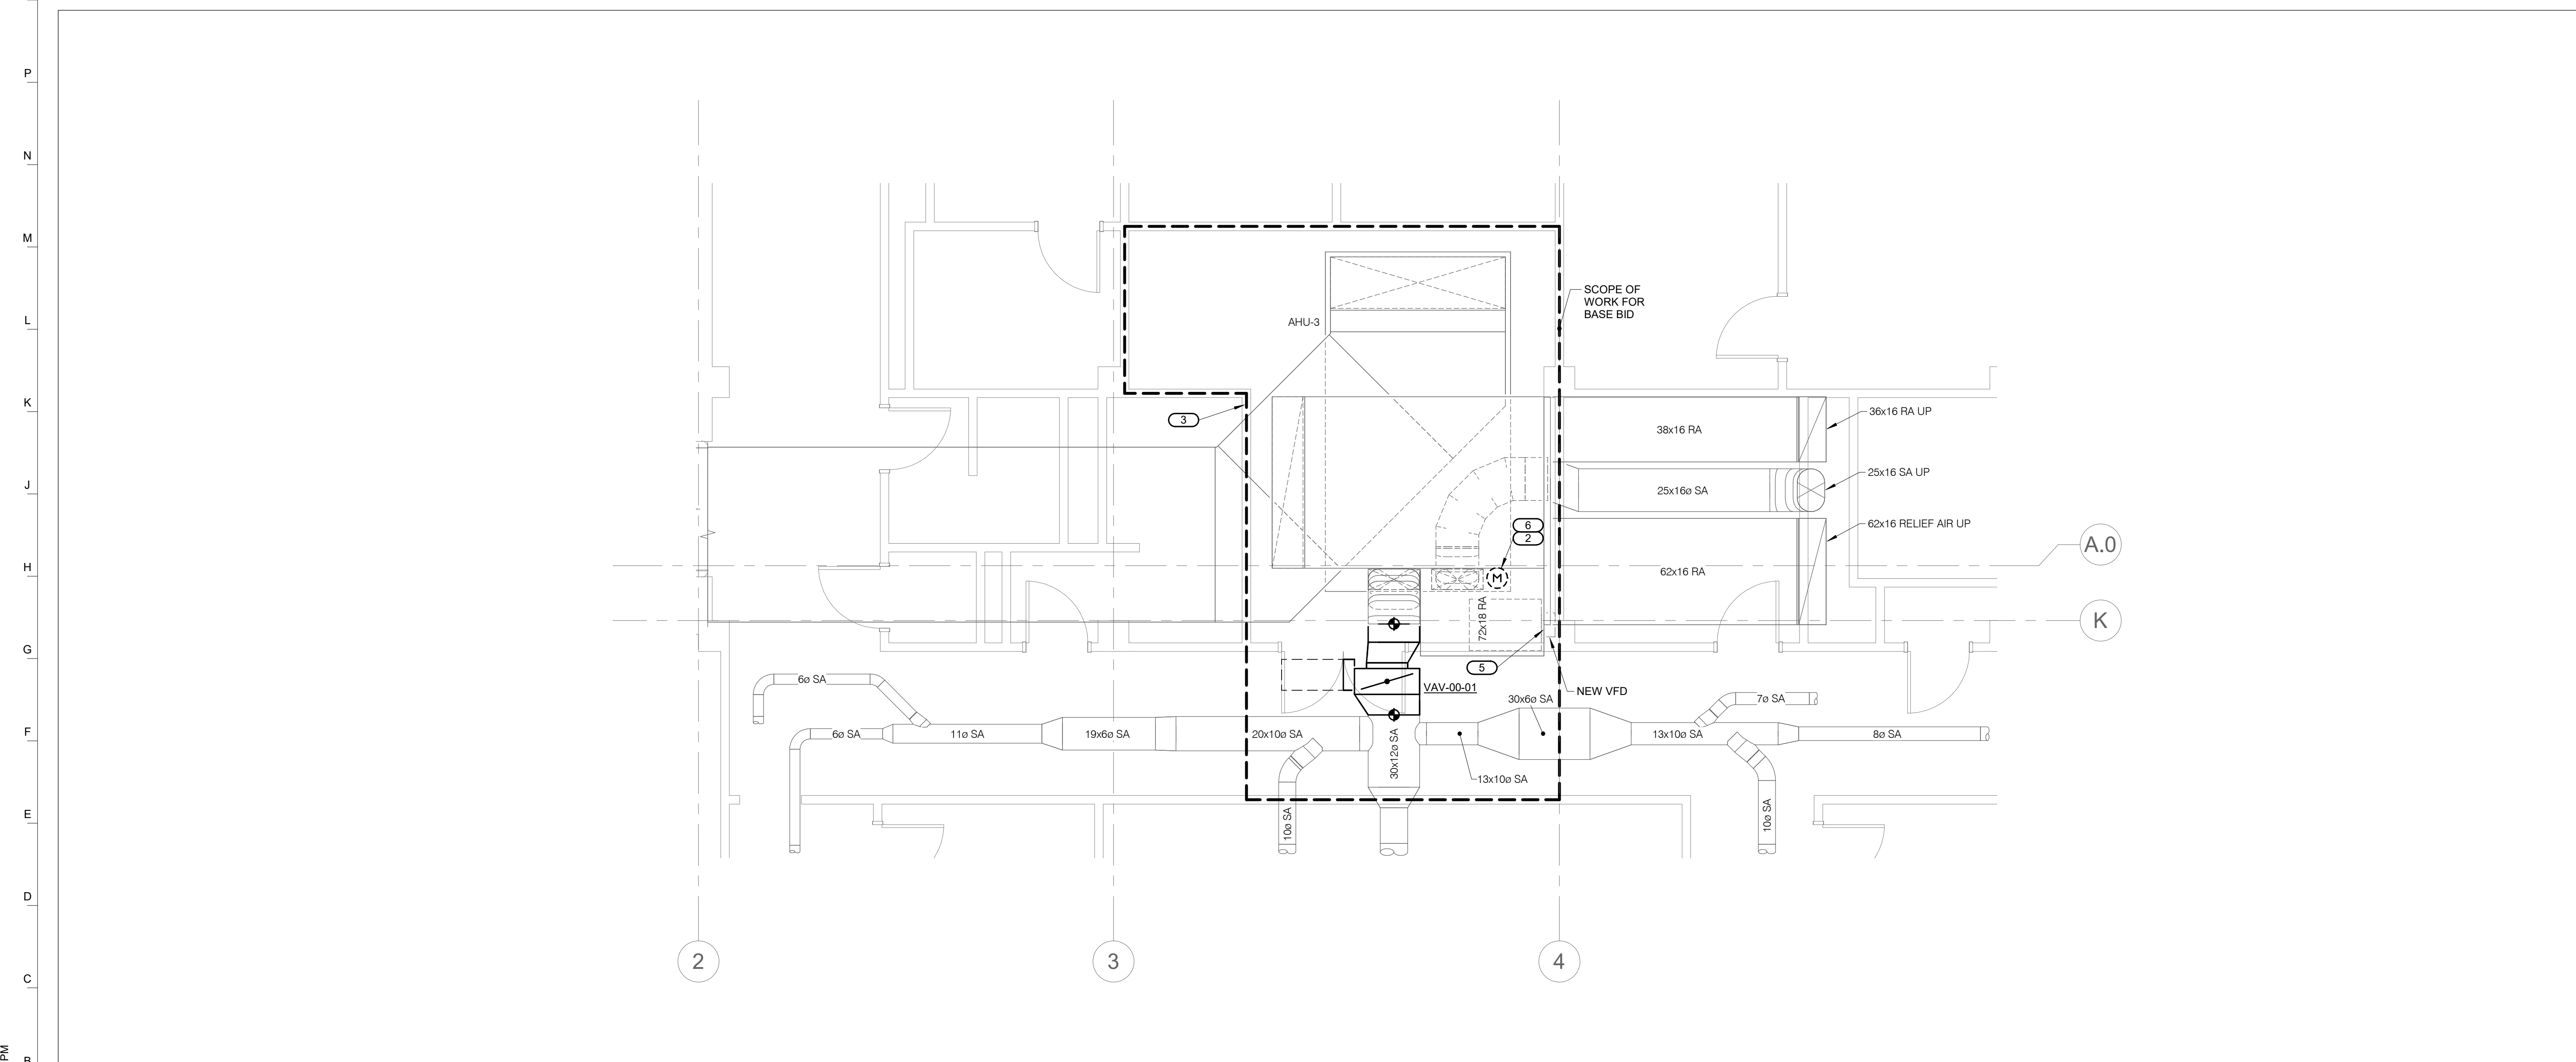 P
N
M
L
K
J
H
G
F
E
D
C
B
PM
SCOPE OF
WORK FOR
BASE BID
AHU-3
3
38x16 RA
36x16 RA UP
25x16 SA UP
25x16ø SA
6
2
62x16 RELIEF AIR UP
A.0
M
62x16 RA
72x18 RA
K
5
6ø SA
VAV-00-01
NEW VFD
30x6ø SA
7ø SA
6ø SA
11ø SA
19x6ø SA
20x10ø SA
30x12ø SA
13x10ø SA
8ø SA
13x10ø SA
10ø SA
10ø SA
2
3
4